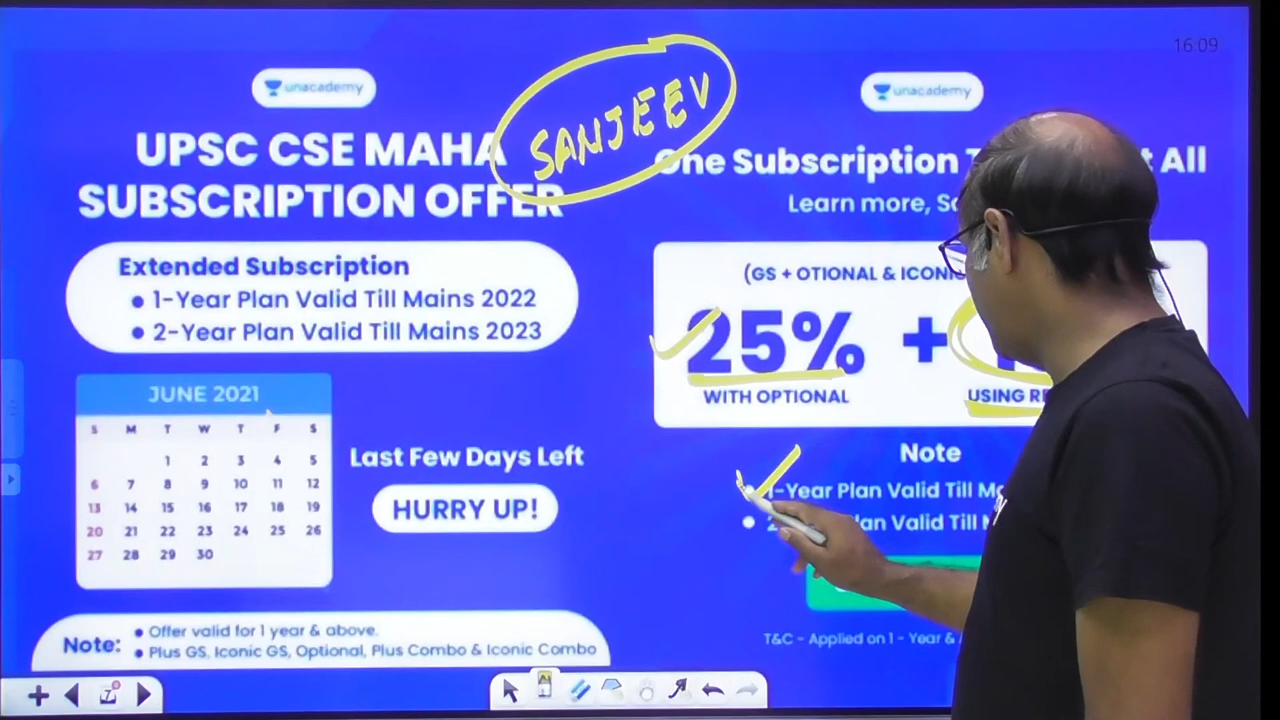 16:09
unacademy
UPSC CSE MAHA
SUBSCRIPTION OFFER
SANJEEV
Extended Subscription
• 1-Year Plan Valid Till Mains 2022
• 2-Year Plan Valid Till Mains 2023
JUNE 2021
S M T W T F S
1 2 3 4 5
6 7 8 9 10 11 12
13 14 15 16 17 18 19
20 21 22 23 24 25 26
27 28 29 30
Last Few Days Left
HURRY UP!
Note:
• Offer valid for 1 year & above.
• Plus GS, Iconic GS, Optional, Plus Combo & Iconic Combo
unacademy
One Subscription All
Learn more,
(GS + OTIONAL & ICONIC
25% +
WITH OPTIONAL USING
Note
1-Year Plan Valid Till
Plan Valid Till
T&C - Applied on 1 - Year &